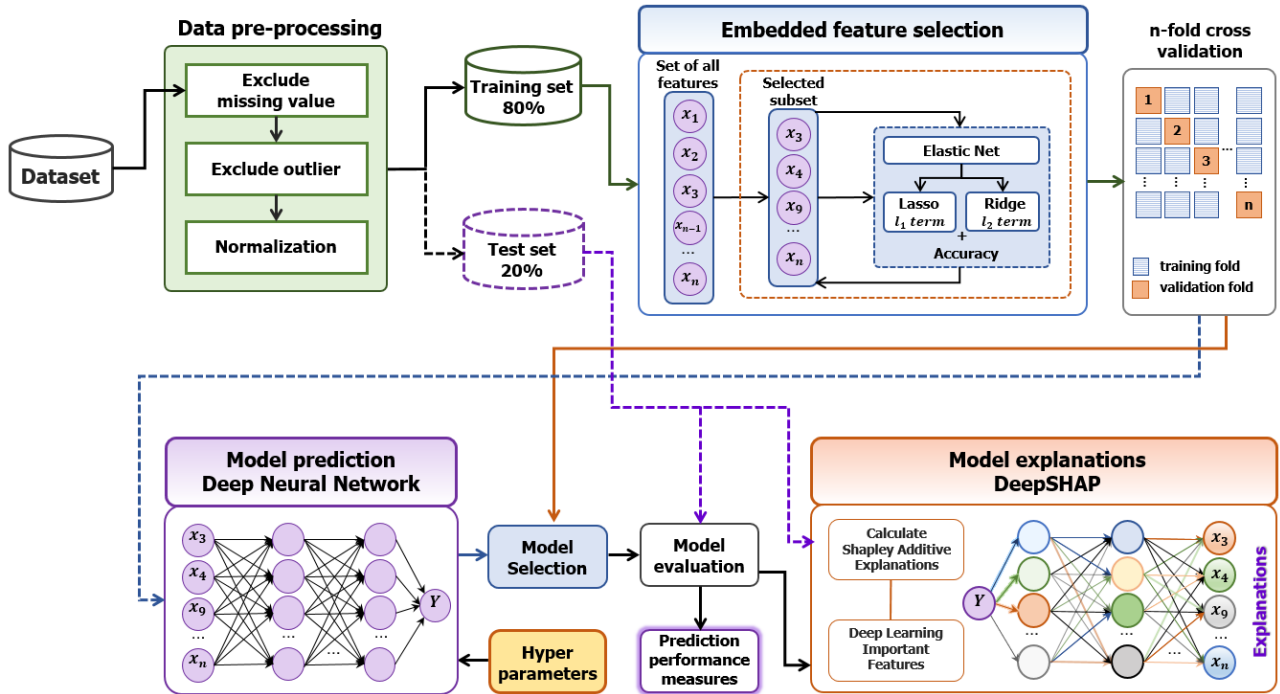 Data pre-processing
Exclude
missing value
Exclude outlier
Normalization
Dataset
Training set
80%
Test set
20%
Embedded feature selection
Set of all
features
x₁
x₂
x₃
xₙ₋₁
...
xₙ
Selected
subset
x₃
x₄
x₉
...
xₙ
Elastic Net
Lasso
l₁ term
Ridge
l₂ term
+
Accuracy
n-fold cross
validation
1
2
3
...
n
training fold
validation fold
Model prediction
Deep Neural Network
x₃
x₄
x₉
...
xₙ
...
...
...
Y
Hyper
parameters
Model
Selection
Model
evaluation
Prediction
performance
measures
Model explanations
DeepSHAP
Calculate
Shapley Additive
Explanations
Deep Learning
Important
Features
Y
...
...
...
x₃
x₄
x₉
...
xₙ
Explanations